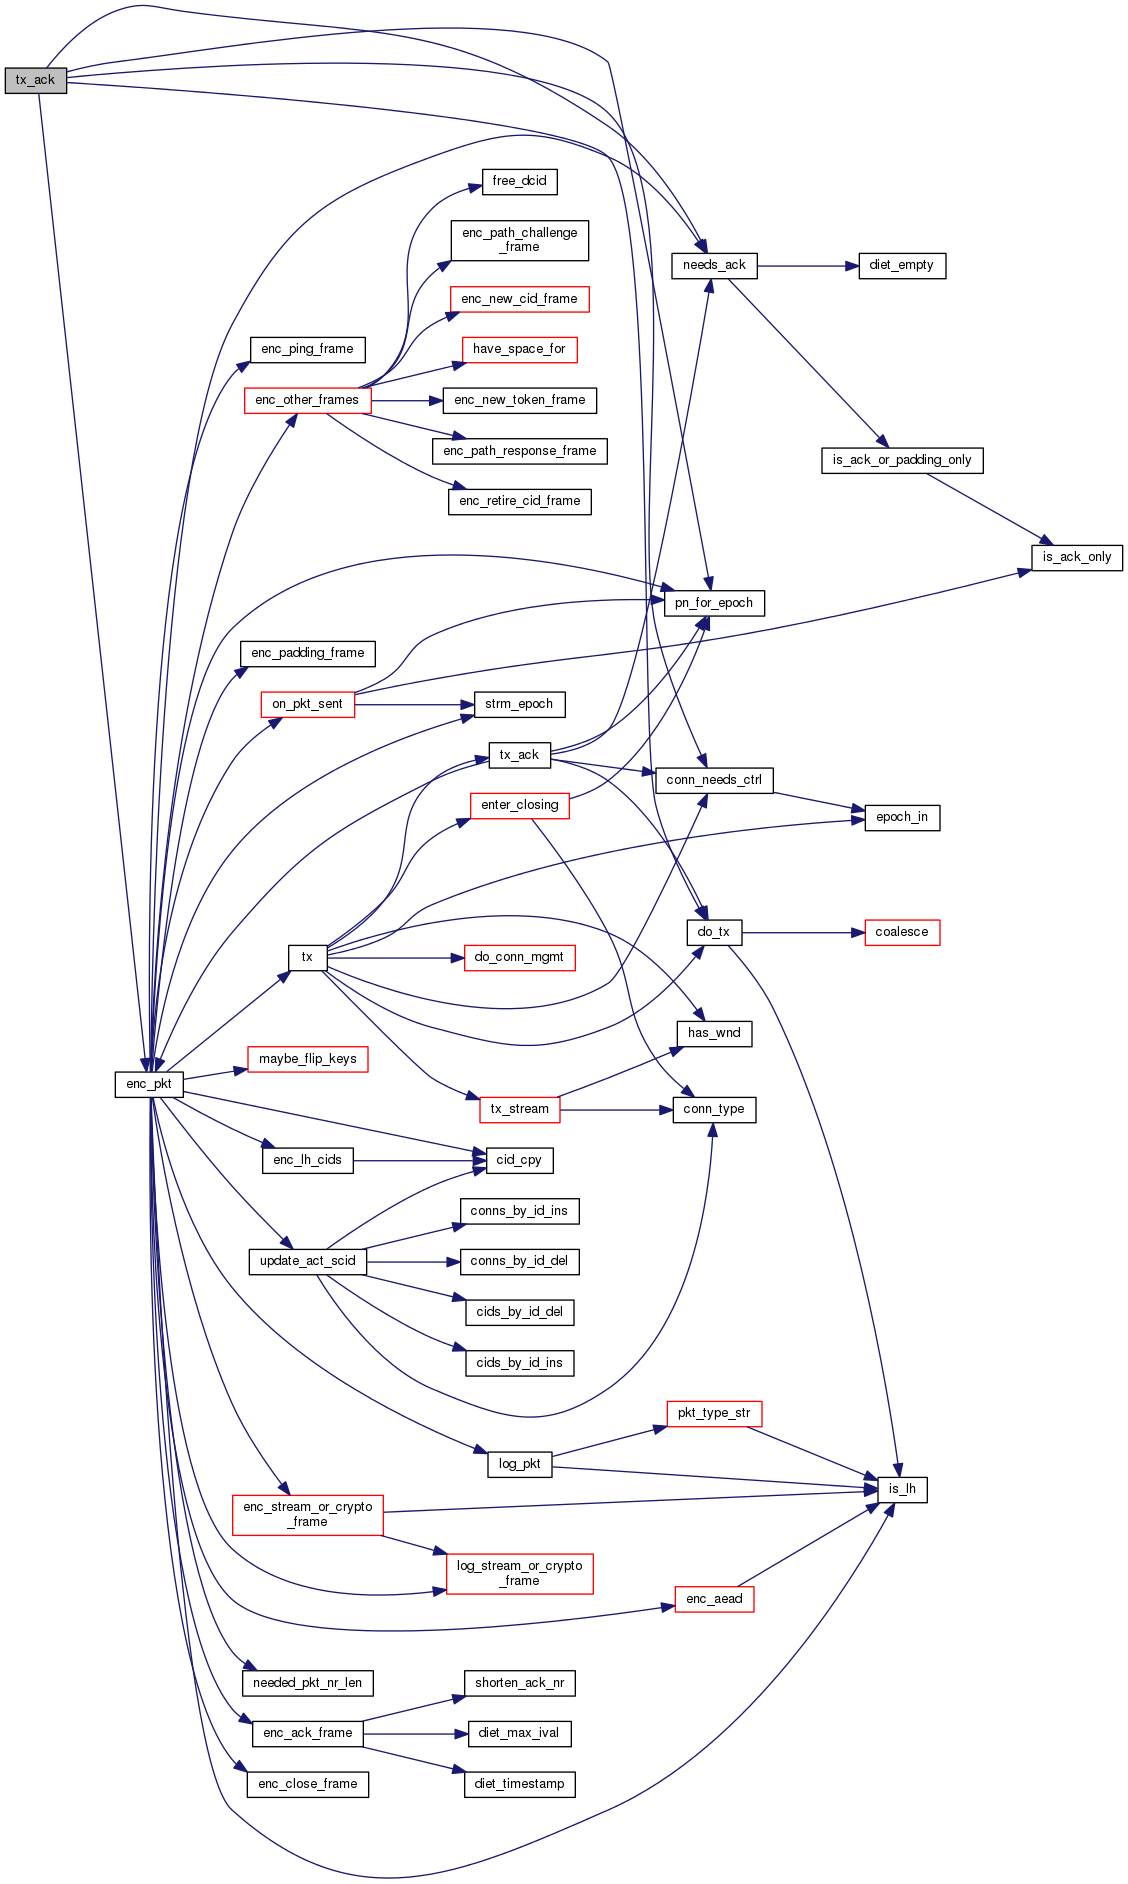 tx_ack
free_dcid
enc_path_challenge
_frame
needs_ack
diet_empty
enc_new_cid_frame
enc_ping_frame
have_space_for
enc_other_frames
enc_new_token_frame
enc_path_response_frame
is_ack_or_padding_only
enc_retire_cid_frame
is_ack_only
pn_for_epoch
enc_padding_frame
on_pkt_sent
strm_epoch
tx_ack
conn_needs_ctrl
enter_closing
epoch_in
do_tx
coalesce
tx
do_conn_mgmt
has_wnd
maybe_flip_keys
enc_pkt
tx_stream
conn_type
enc_lh_cids
cid_cpy
conns_by_id_ins
update_act_scid
conns_by_id_del
cids_by_id_del
cids_by_id_ins
pkt_type_str
log_pkt
is_lh
enc_stream_or_crypto
_frame
log_stream_or_crypto
_frame
enc_aead
needed_pkt_nr_len
shorten_ack_nr
enc_ack_frame
diet_max_ival
enc_close_frame
diet_timestamp